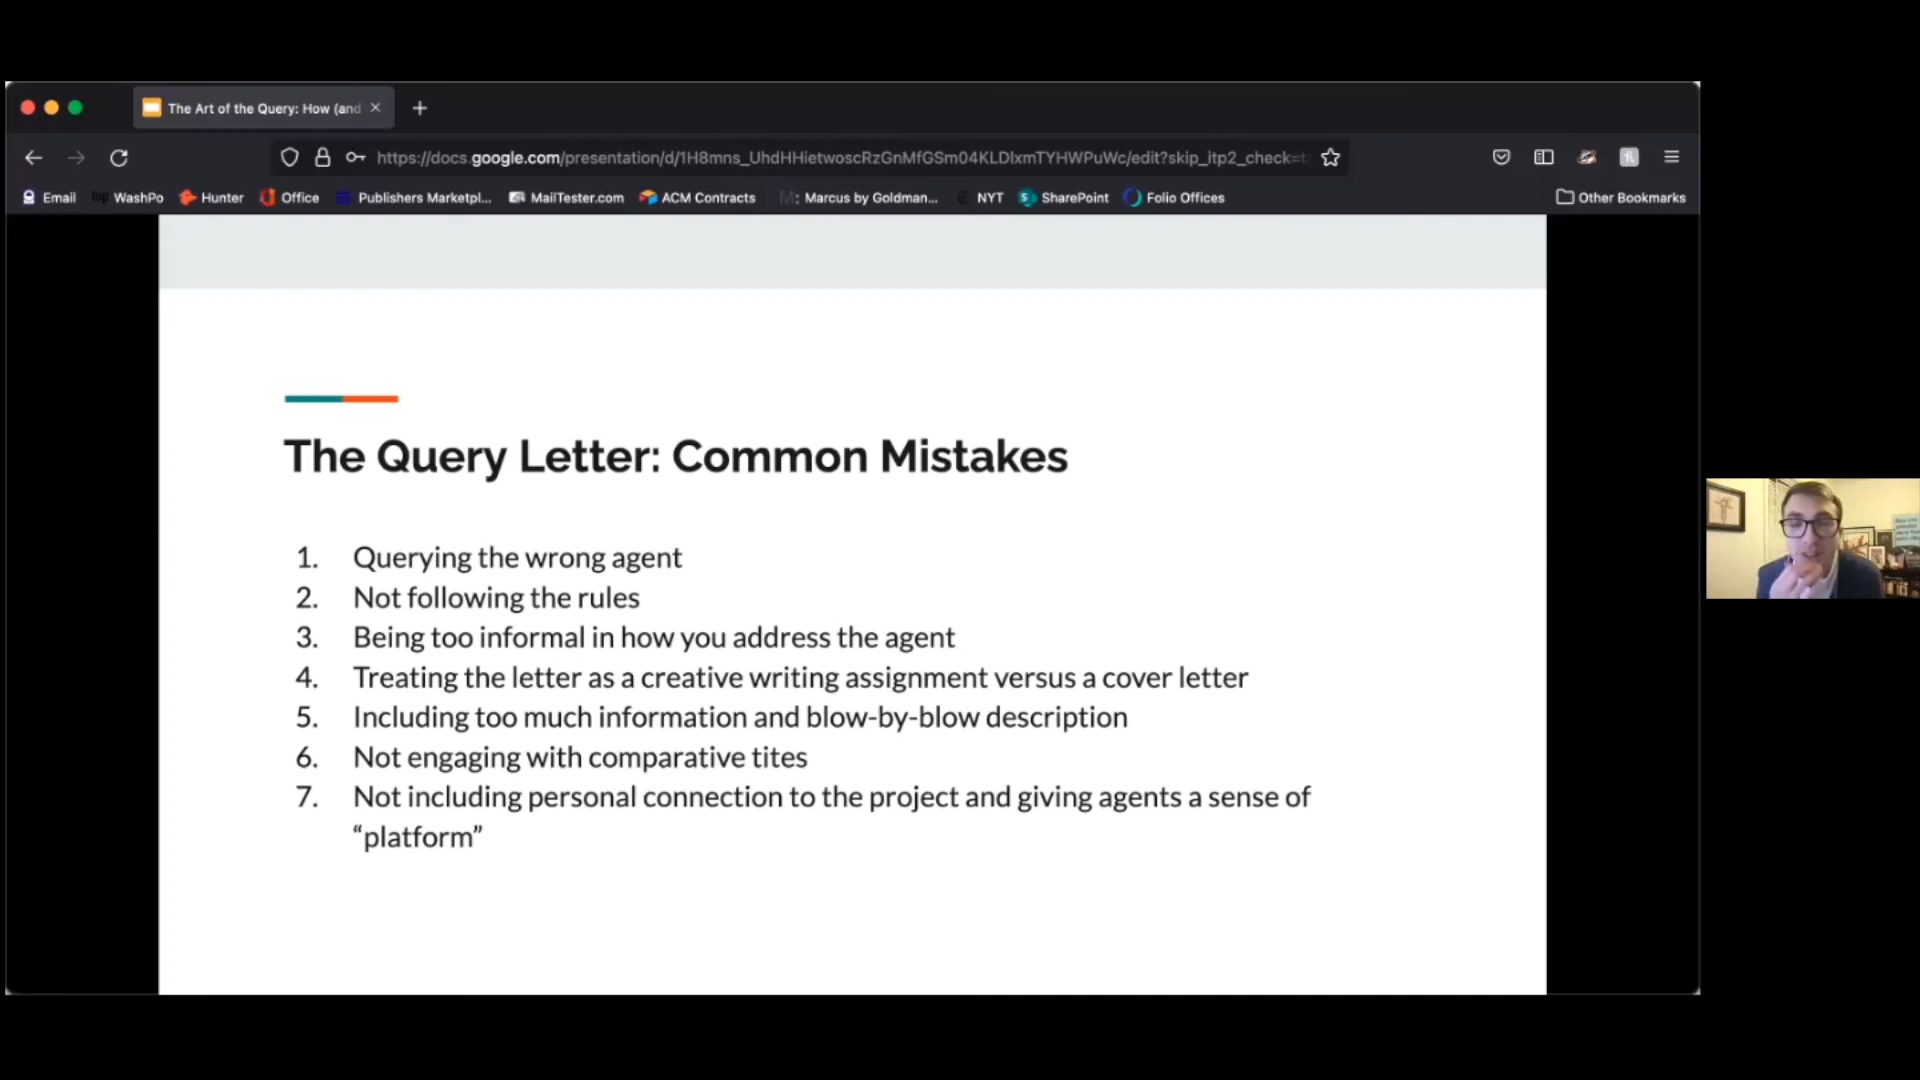 The Art of the Query: How (and
https://docs.google.com/presentation/d/1H8mns_UhdHHietwoscRzGnMfGSm04KLDlxmTYHWPuWc/edit?skip_itp2_check=t
Email WashPo Hunter Office Publishers Marketpl... MailTester.com ACM Contracts Marcus by Goldman... NYT SharePoint Folio Offices Other Bookmarks
The Query Letter: Common Mistakes
1. Querying the wrong agent
2. Not following the rules
3. Being too informal in how you address the agent
4. Treating the letter as a creative writing assignment versus a cover letter
5. Including too much information and blow-by-blow description
6. Not engaging with comparative tites
7. Not including personal connection to the project and giving agents a sense of
“platform”